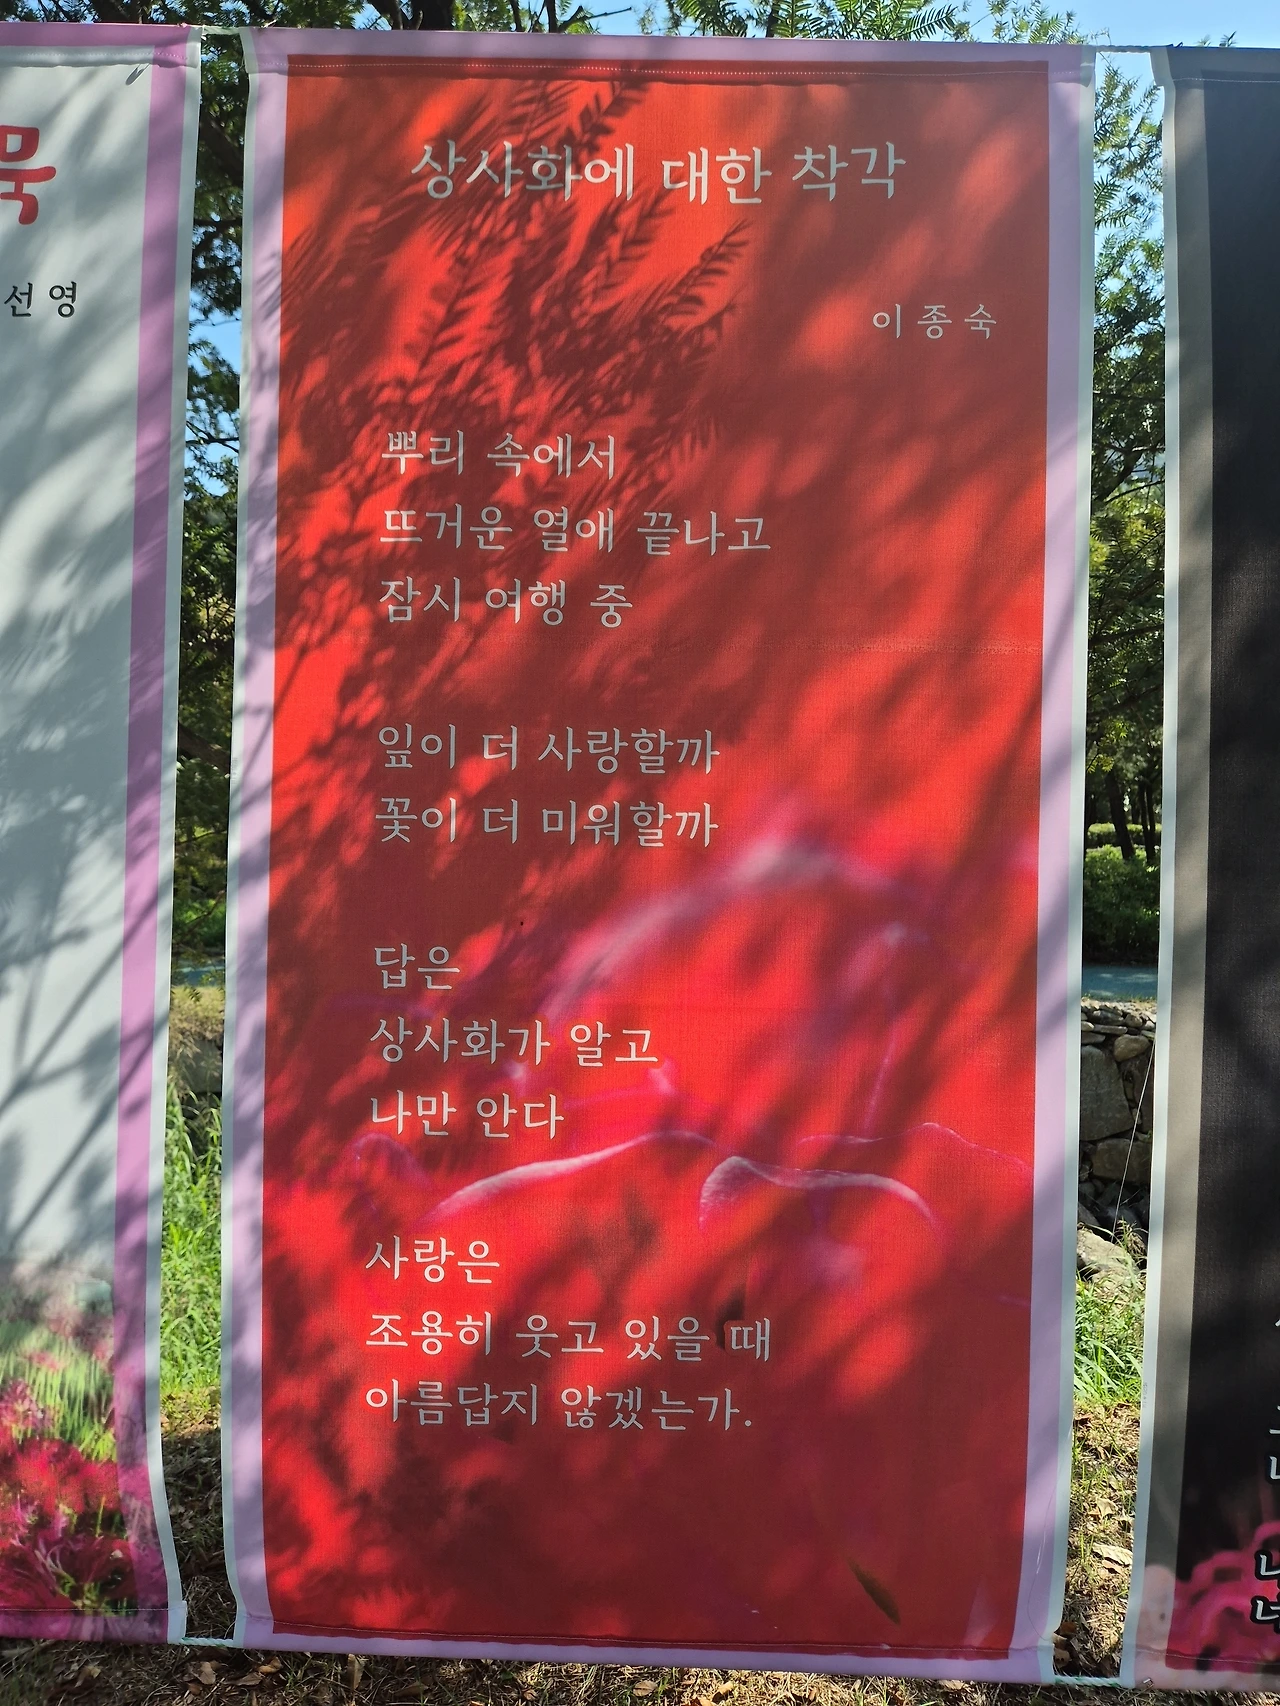 묵
선영
상사화에 대한 착각
이종숙
뿌리 속에서
뜨거운 열애 끝나고
잠시 여행 중
잎이 더 사랑할까
꽃이 더 미워할까
답은
상사화가 알고
나만 안다
사랑은
조용히 웃고 있을 때
아름답지 않겠는가.